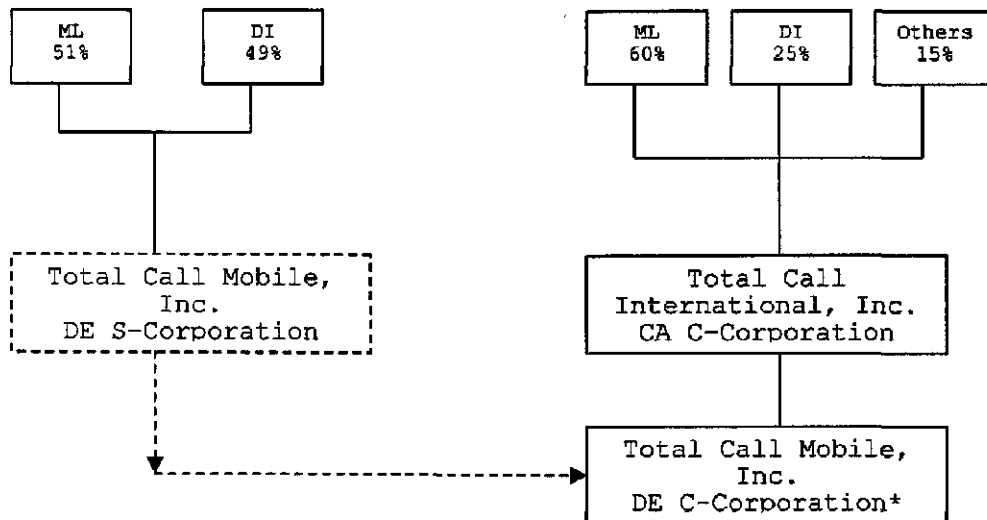 ML
51%
DI
49%
ML
60%
DI
25%
Others
15%
Total Call Mobile,
Inc.
DE S-Corporation
Total Call
International, Inc.
CA C-Corporation
Total Call Mobile,
Inc.
DE C-Corporation*